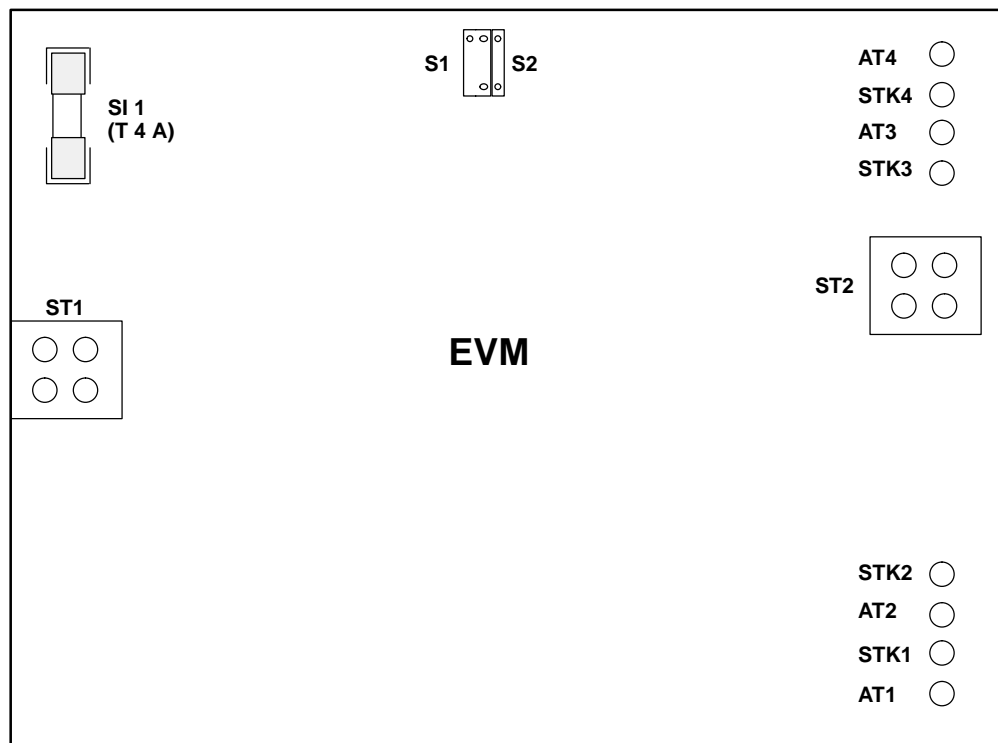 S1
S2
AT4
STK4
AT3
STK3
SI 1
(T 4 A)
ST2
ST1
EVM
STK2
AT2
STK1
AT1